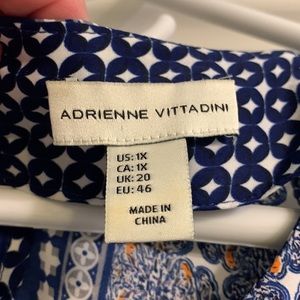 ADRIENNE VITTADINI
US: 1X
CA: 1X
UK: 20
EU: 46
MADE IN
CHINA